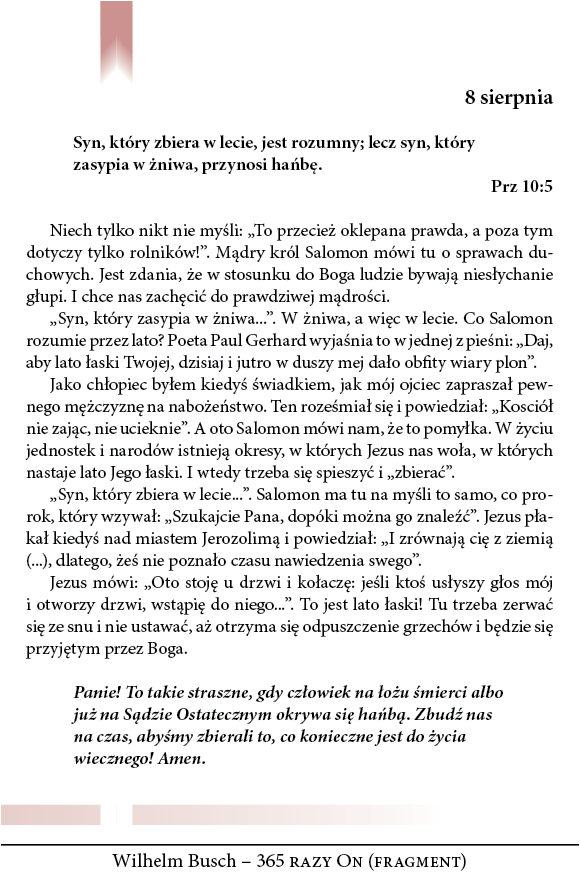 8 sierpnia
Syn, który zbiera w lecie, jest rozumny; lecz syn, który
zasypia w żniwa, przynosi hańbę.
Prz 10:5
Niech tylko nikt nie myśli: „To przecież oklepana prawda, a poza tym
dotyczy tylko rolników!”. Mądry król Salomon mówi tu o sprawach du-
chowych. Jest zdania, że w stosunku do Boga ludzie bywają niesłychanie
głupi. I chce nas zachęcić do prawdziwej mądrości.
„Syn, który zasypia w żniwa...”. W żniwa, a więc w lecie. Co Salomon
rozumie przez lato? Poeta Paul Gerhard wyjaśnia to w jednej z pieśni: „Daj,
aby lato łaski Twojej, dzisiaj i jutro w duszy mej dało obfity wiary plon”.
Jako chłopiec byłem kiedyś świadkiem, jak mój ojciec zapraszał pew-
nego mężczyznę na nabożeństwo. Ten roześmiał się i powiedział: „Kosciół
nie zając, nie ucieknie”. A oto Salomon mówi nam, że to pomyłka. W życiu
jednostek i narodów istnieją okresy, w których Jezus nas woła, w których
nastaje lato Jego łaski. I wtedy trzeba się spieszyć i „zbierać”.
„Syn, który zbiera w lecie...”. Salomon ma tu na myśli to samo, co pro-
rok, który wzywał: „Szukajcie Pana, dopóki można go znaleźć”. Jezus pła-
kał kiedyś nad miastem Jerozolimą i powiedział: „I zrównają cię z ziemią
(...), dlatego, żeś nie poznało czasu nawiedzenia swego”.
Jezus mówi: „Oto stoję u drzwi i kołaczę: jeśli ktoś usłyszy głos mój
i otworzy drzwi, wstąpię do niego...”. To jest lato łaski! Tu trzeba zerwać
się ze snu i nie ustawać, aż otrzyma się odpuszczenie grzechów i będzie się
przyjętym przez Boga.
Panie! To takie straszne, gdy człowiek na łożu śmierci albo
już na Sądzie Ostatecznym okrywa się hańbą. Zbudź nas
na czas, abyśmy zbierali to, co konieczne jest do życia
wiecznego! Amen.
Wilhelm Busch – 365 razy On (fragment)